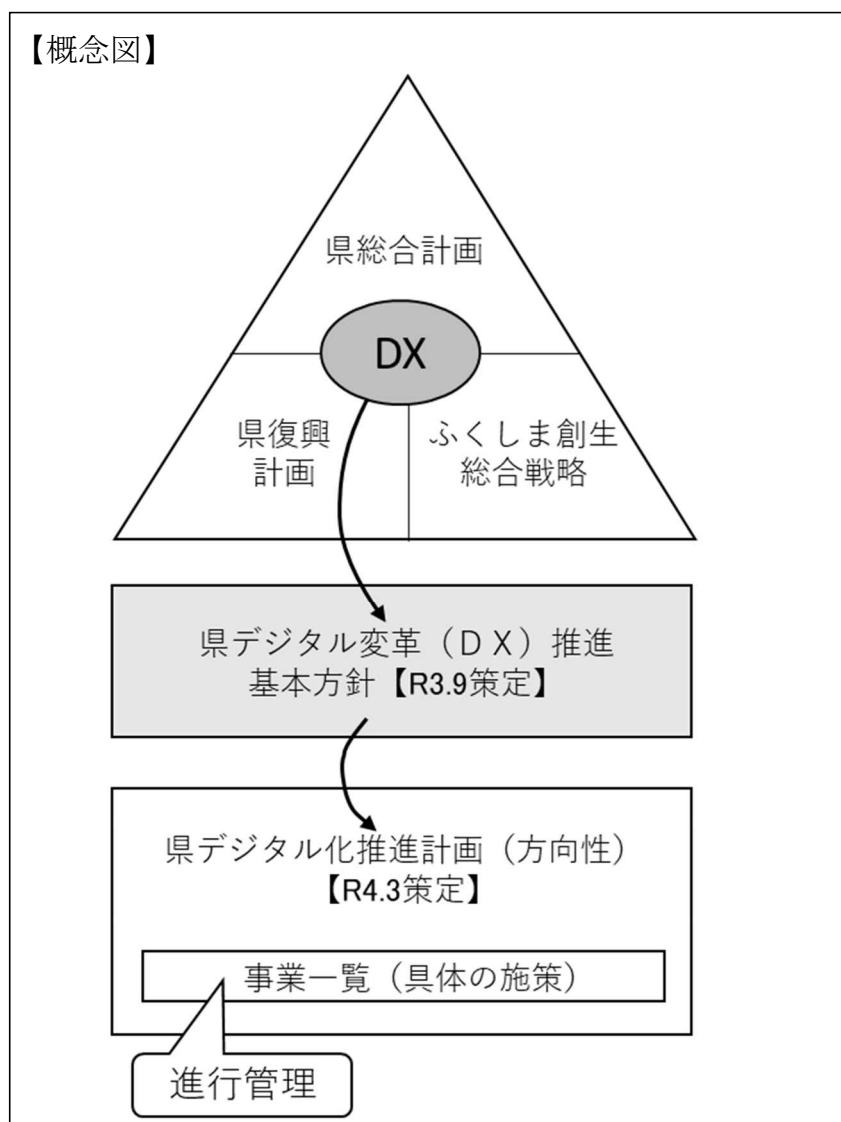 【概念図】
県総合計画
DX
県復興
計画
ふくしま創生
総合戦略
県デジタル変革（ＤＸ）推進
基本方針【R3.9策定】
県デジタル化推進計画（方向性）
【R4.3策定】
事業一覧（具体の施策）
進行管理